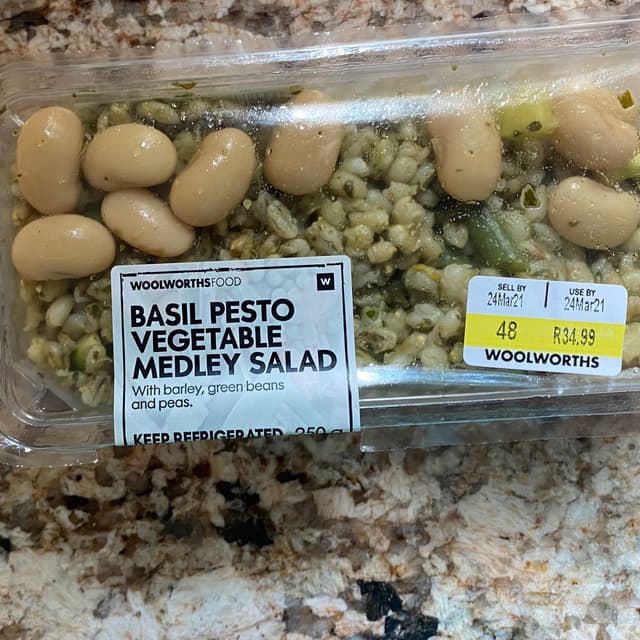 WOOLWORTHSFOOD W
BASIL PESTO
VEGETABLE
MEDLEY SALAD
With barley, green beans
and peas.
KEEP REFRIGERATED 250 g
SELL BY USE BY
24Mar21 24Mar21
48 R34.99
WOOLWORTHS